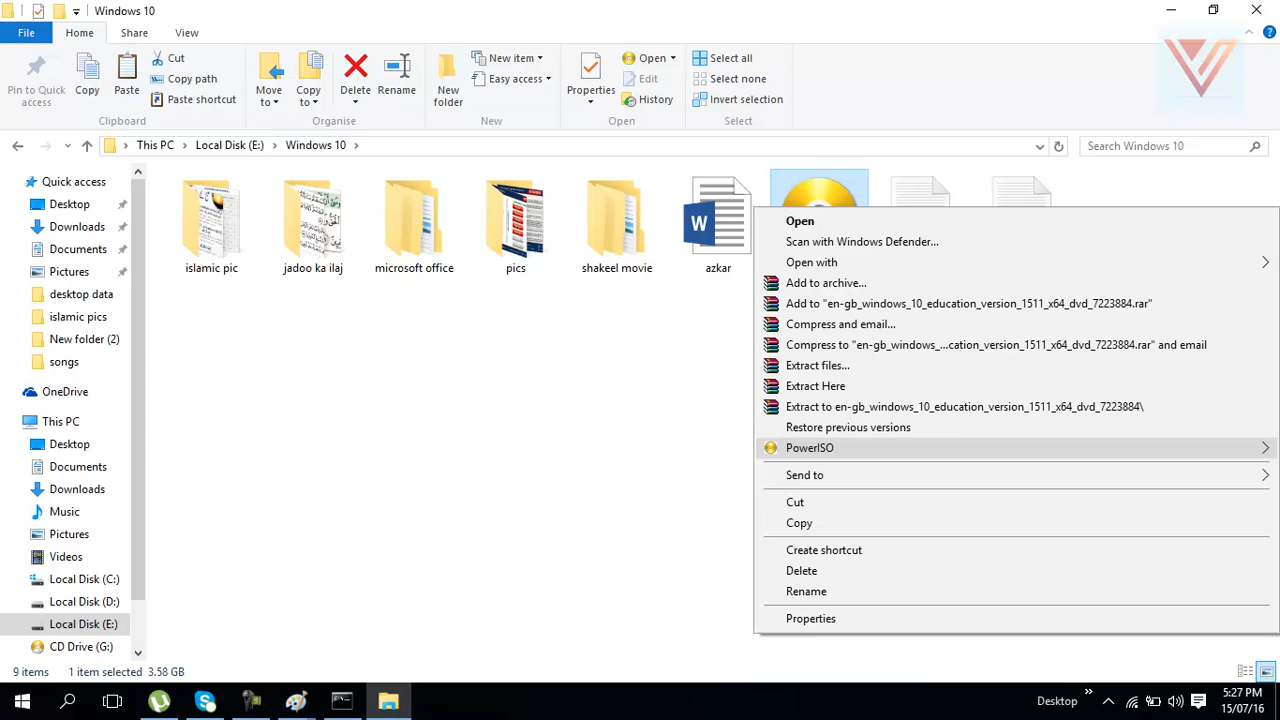 Windows 10
File
Home
Share
View
Pin to Quick access
Copy
Paste
Cut
Copy path
Paste shortcut
Clipboard
Move to
Copy to
Delete
Rename
Organise
New folder
New item
Easy access
New
Properties
Open
Edit
History
Open
Select all
Select none
Invert selection
Select
This PC
Local Disk (E:)
Windows 10
Search Windows 10
Quick access
Desktop
Downloads
Documents
Pictures
desktop data
islamic pics
New folder (2)
songs
OneDrive
This PC
Desktop
Documents
Downloads
Music
Pictures
Videos
Local Disk (C:)
Local Disk (D:)
Local Disk (E:)
CD Drive (G:)
islamic pic
jadoo ka ilaj
microsoft office
pics
shakeel movie
W
azkar
Open
Scan with Windows Defender...
Open with
Add to archive...
Add to "en-gb_windows_10_education_version_1511_x64_dvd_7223884.rar"
Compress and email...
Compress to "en-gb_windows_...cation_version_1511_x64_dvd_7223884.rar" and email
Extract files...
Extract Here
Extract to en-gb_windows_10_education_version_1511_x64_dvd_7223884\
Restore previous versions
PowerISO
Send to
Cut
Copy
Create shortcut
Delete
Rename
Properties
9 items
1 item selected 3.58 GB
Desktop
5:27 PM
15/07/16